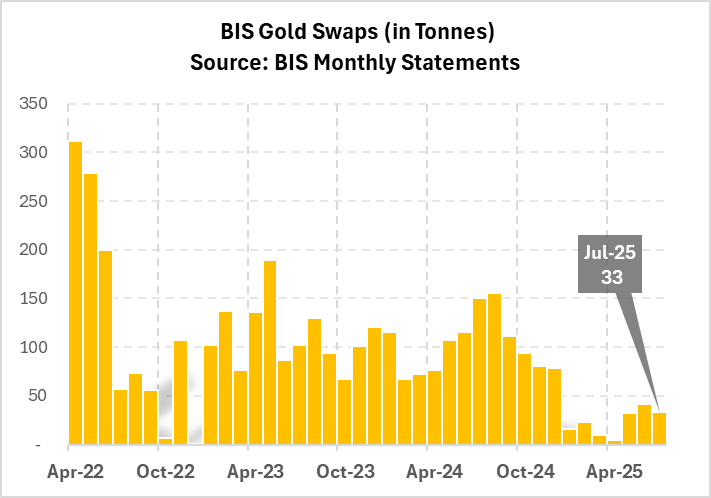 BIS Gold Swaps (in Tonnes)
Source: BIS Monthly Statements
350
300
250
200
150
100
50
-
Jul-25
33
Apr-22 Oct-22 Apr-23 Oct-23 Apr-24 Oct-24 Apr-25